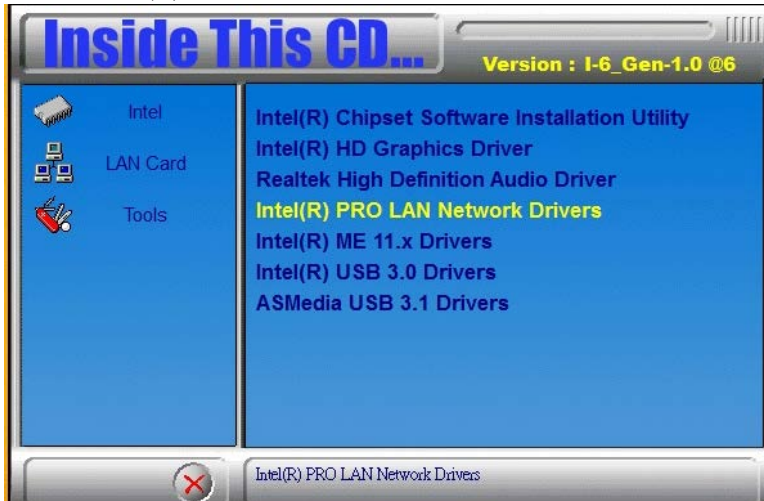 Inside This CD...
Version : I-6_Gen-1.0 @6
Intel
LAN Card
Tools
Intel(R) Chipset Software Installation Utility
Intel(R) HD Graphics Driver
Realtek High Definition Audio Driver
Intel(R) PRO LAN Network Drivers
Intel(R) ME 11.x Drivers
Intel(R) USB 3.0 Drivers
ASMedia USB 3.1 Drivers
Intel(R) PRO LAN Network Drivers